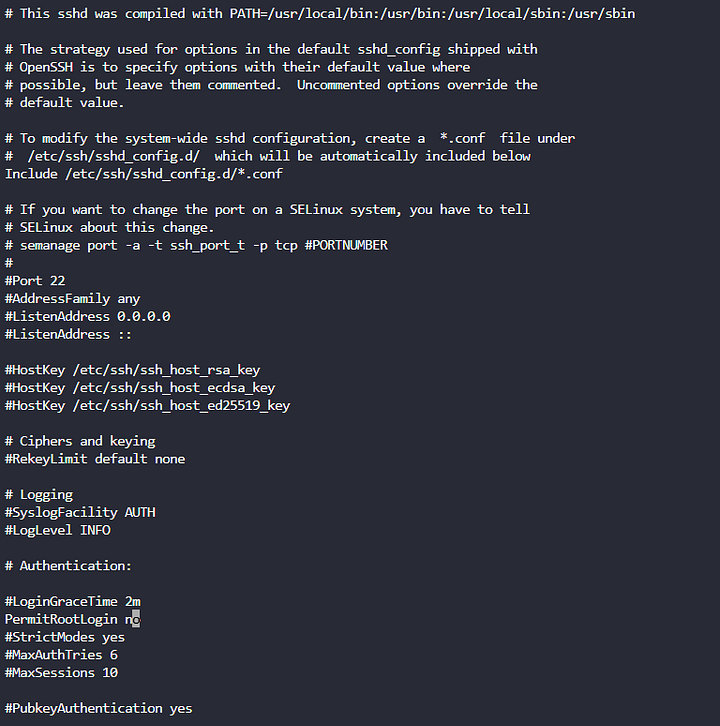 # This sshd was compiled with PATH=/usr/local/bin:/usr/bin:/usr/local/sbin:/usr/sbin
# The strategy used for options in the default sshd_config shipped with
# OpenSSH is to specify options with their default value where
# possible, but leave them commented.  Uncommented options override the
# default value.
# To modify the system-wide sshd configuration, create a  *.conf  file under
#  /etc/ssh/sshd_config.d/  which will be automatically included below
Include /etc/ssh/sshd_config.d/*.conf
# If you want to change the port on a SELinux system, you have to tell
# SELinux about this change.
# semanage port -a -t ssh_port_t -p tcp #PORTNUMBER
#
#Port 22
#AddressFamily any
#ListenAddress 0.0.0.0
#ListenAddress ::
#HostKey /etc/ssh/ssh_host_rsa_key
#HostKey /etc/ssh/ssh_host_ecdsa_key
#HostKey /etc/ssh/ssh_host_ed25519_key
# Ciphers and keying
#RekeyLimit default none
# Logging
#SyslogFacility AUTH
#LogLevel INFO
# Authentication:
#LoginGraceTime 2m
PermitRootLogin no
#StrictModes yes
#MaxAuthTries 6
#MaxSessions 10
#PubkeyAuthentication yes